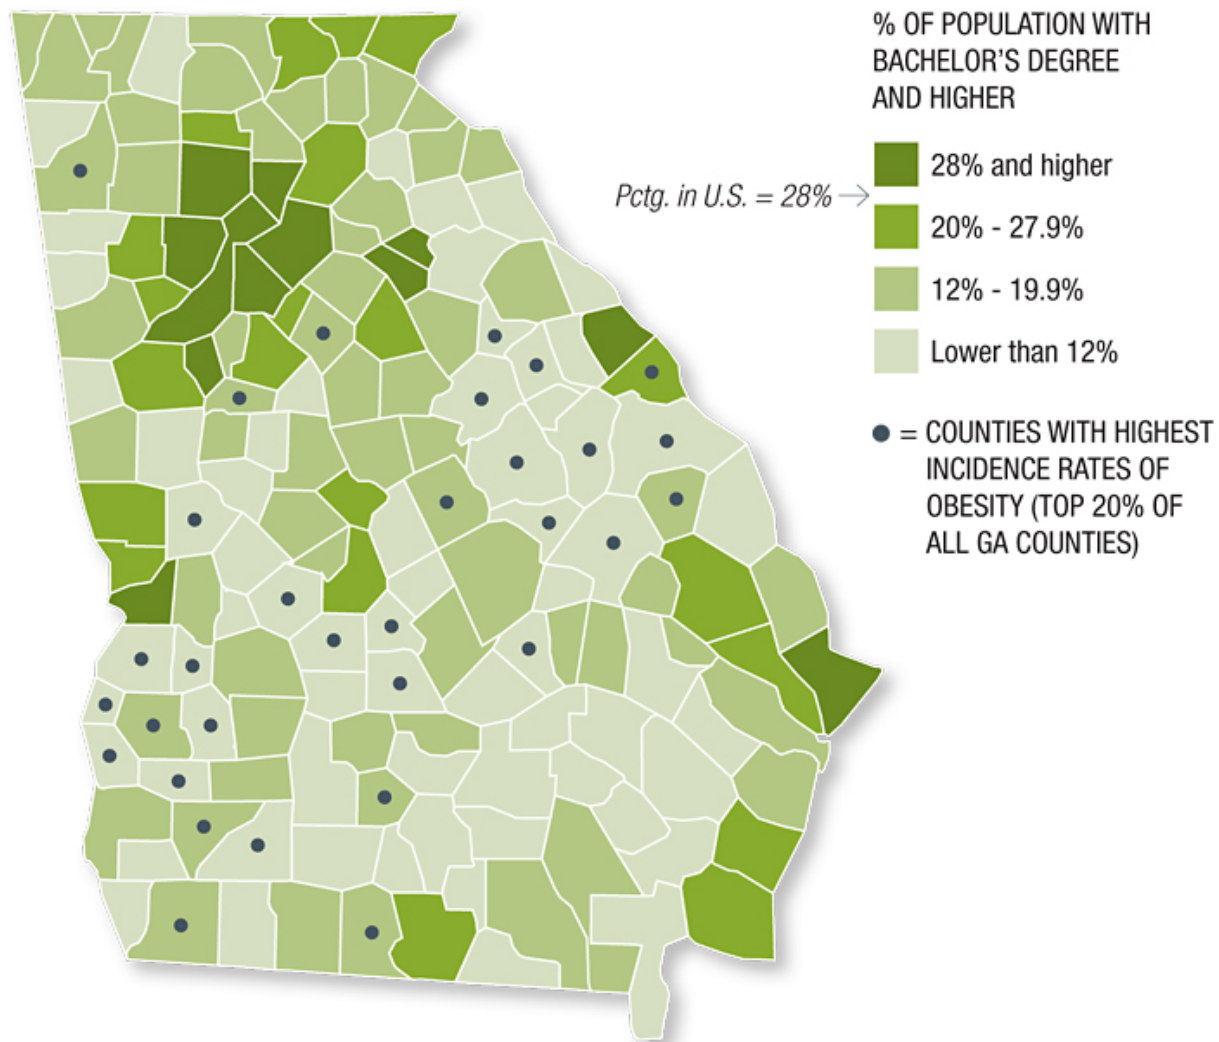 % OF POPULATION WITH
BACHELOR'S DEGREE
AND HIGHER
28% and higher
Pctg. in U.S. = 28%
20% - 27.9%
12% - 19.9%
Lower than 12%
= COUNTIES WITH HIGHEST
INCIDENCE RATES OF
OBESITY (TOP 20% OF
ALL GA COUNTIES)